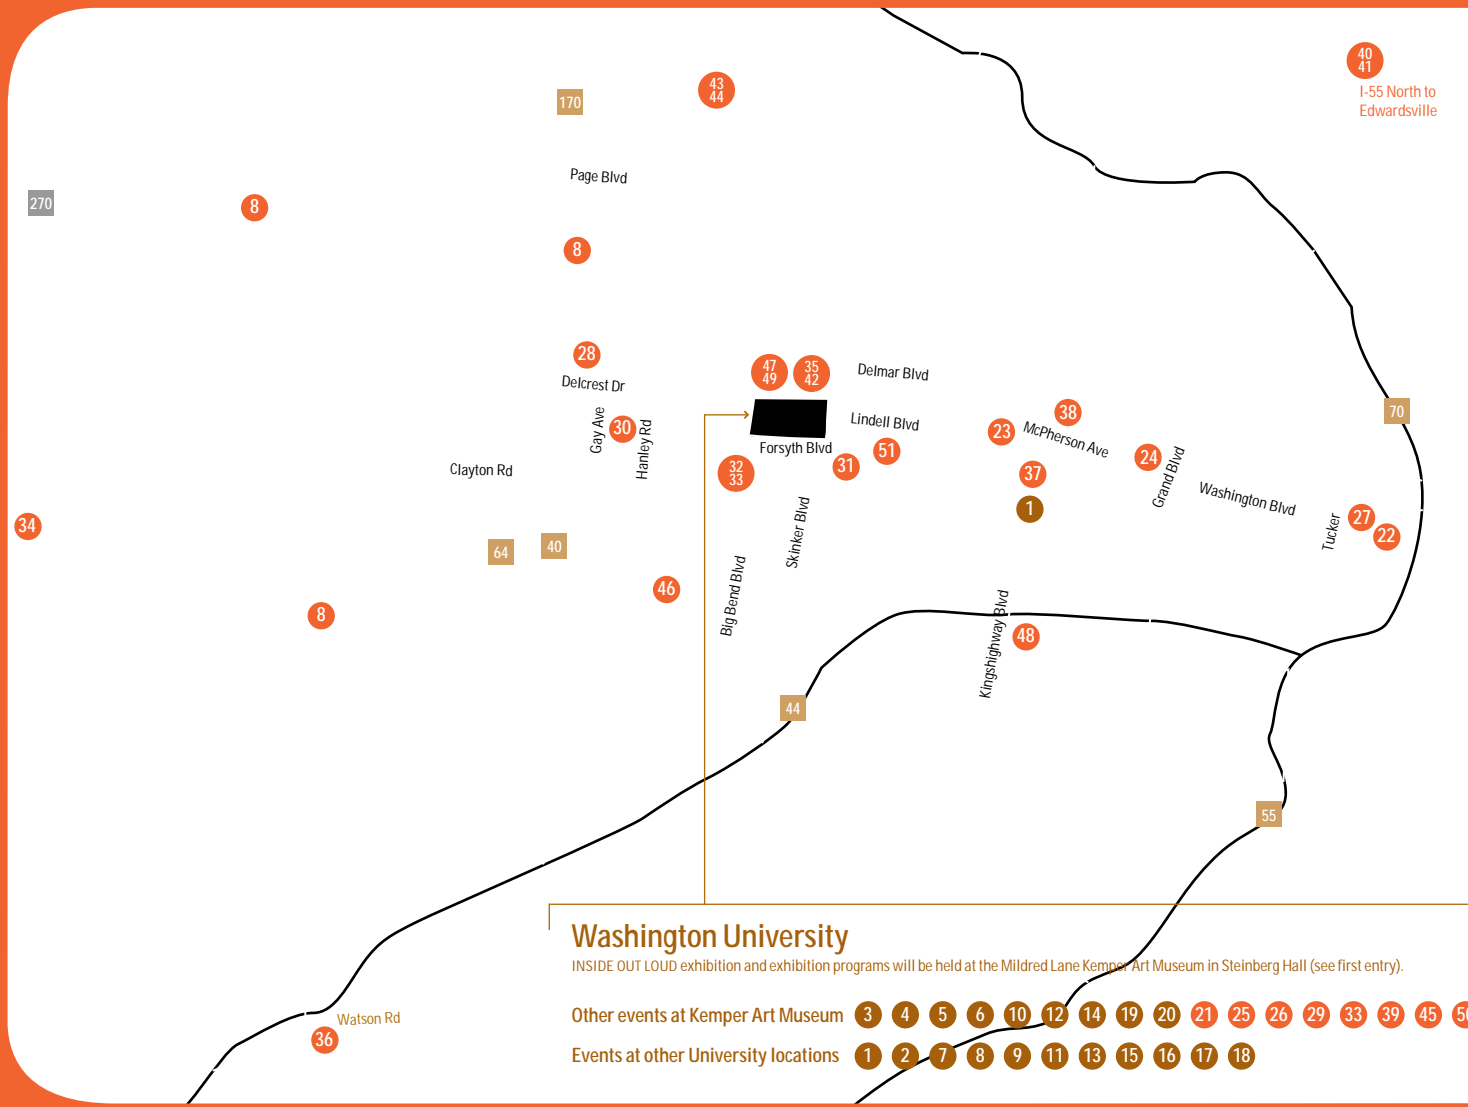 40
41
I-55 North to
Edwardsville
43
44
170
Page Blvd
270
8
8
28
Delcrest Dr
47
49
35
42
Delmar Blvd
Gay Ave
30
Hanley Rd
Lindell Blvd
Forsyth Blvd
51
31
32
33
23
McPherson Ave
38
37
1
24
Grand Blvd
70
Washington Blvd
Tucker
27
22
Clayton Rd
34
64
40
46
8
Big Bend Blvd
Skinker Blvd
Kingshighway Blvd
48
44
55
Washington University
INSIDE OUT LOUD exhibition and exhibition programs will be held at the Mildred Lane Kemper Art Museum in Steinberg Hall (see first entry).
Other events at Kemper Art Museum 3 4 5 6 10 12 14 19 20 21 25 26 29 33 39 45
Events at other University locations 1 2 7 8 9 11 13 15 16 17 18
Watson Rd
36